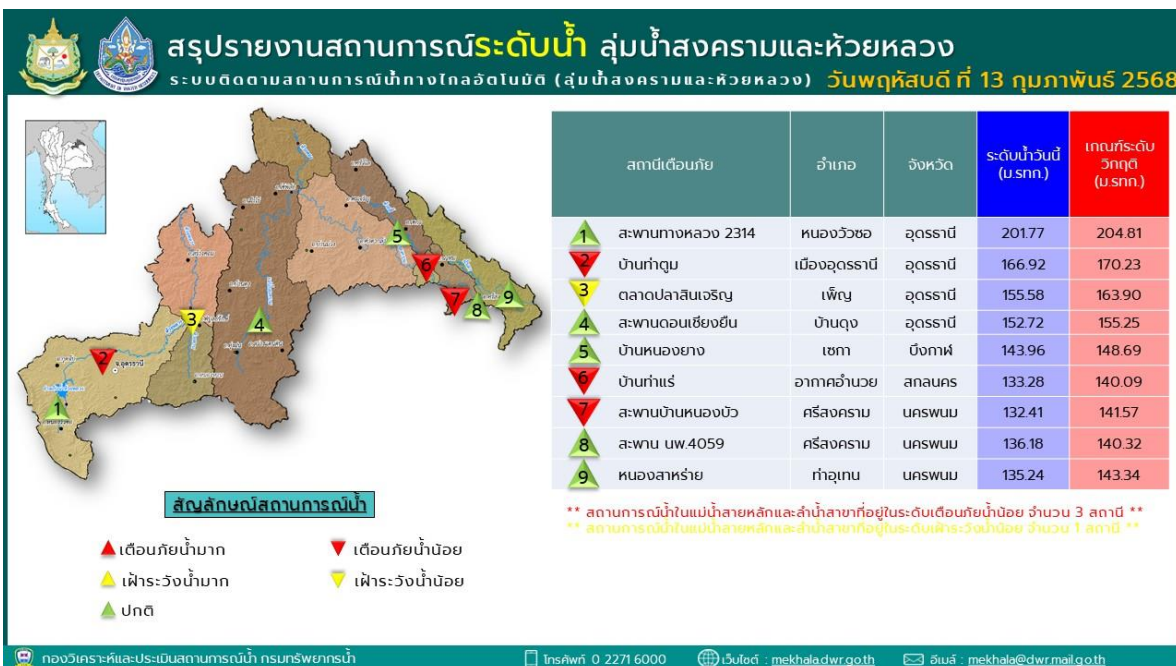 สรุปรายงานสถานการณ์ระดับน้ำ ลุ่มน้ำสงครามและห้วยหลวง
ระบบติดตามสถานการณ์น้ำทางไกลอัตโนมัติ (ลุ่มน้ำสงครามและห้วยหลวง) วันพฤหัสบดี ที่ 13 กุมภาพันธ์ 2568
สถานีเตือนภัย อำเภอ จังหวัด ระดับน้ำวันนี้ (ม.รทก.) เกณฑ์ระดับวิกฤติ (ม.รทก.)
1 สะพานทางหลวง 2314 หนองวัวซอ อุดรธานี 201.77 204.81
2 บ้านท่าตูม เมืองอุดรธานี อุดรธานี 166.92 170.23
3 ตลาดปลาสินเจริญ เพ็ญ อุดรธานี 155.58 163.90
4 สะพานดอนเชียงยืน บ้านดุง อุดรธานี 152.72 155.25
5 บ้านหนองยาง เซกา บึงกาฬ 143.96 148.69
6 บ้านท่าแร่ อากาศอำนวย สกลนคร 133.28 140.09
7 สะพานบ้านหนองบัว ศรีสงคราม นครพนม 132.41 141.57
8 สะพาน นพ.4059 ศรีสงคราม นครพนม 136.18 140.32
9 หนองสาหร่าย ท่าอุเทน นครพนม 135.24 143.34
** สถานการณ์น้ำในแม่น้ำสายหลักและลำน้ำสาขาที่อยู่ในระดับเตือนภัยน้ำน้อย จำนวน 3 สถานี **
** สถานการณ์น้ำในแม่น้ำสายหลักและลำน้ำสาขาที่อยู่ในระดับเฝ้าระวังน้ำน้อย จำนวน 1 สถานี **
5
6
9
7
8
3
4
2
จ.อุดรธานี
1
สัญลักษณ์สถานการณ์น้ำ
เตือนภัยน้ำมาก เตือนภัยน้ำน้อย
เฝ้าระวังน้ำมาก เฝ้าระวังน้ำน้อย
ปกติ
กองวิเคราะห์และประเมินสถานการณ์น้ำ กรมทรัพยากรน้ำ โทรศัพท์ 0 2271 6000 เว็บไซต์ : mekhala.dwr.go.th อีเมล์ : mekhala@dwr.mail.go.th